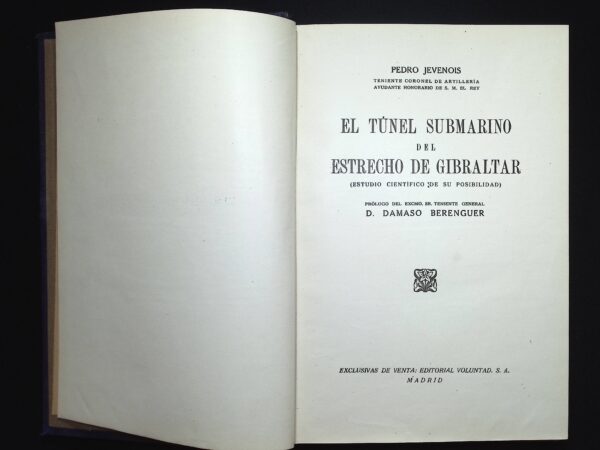 PEDRO JEVENOIS
TENIENTE CORONEL DE ARTILLERÍA
AYUDANTE HONORARIO DE S. M. EL REY
EL TÚNEL SUBMARINO
DEL
ESTRECHO DE GIBRALTAR
(ESTUDIO CIENTÍFICO DE SU POSIBILIDAD)
PRÓLOGO DEL EXCMO. SR. TENIENTE GENERAL
D. DAMASO BERENGUER
EXCLUSIVAS DE VENTA: EDITORIAL VOLUNTAD. S. A.
MADRID